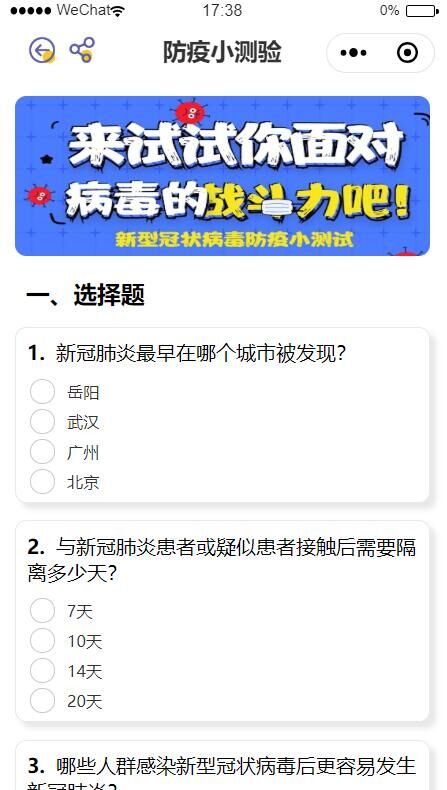 WeChat 17:38 0%
防疫小测验
来试试你面对
病毒的战斗力吧!
新型冠状病毒防疫小测试
一、选择题
1. 新冠肺炎最早在哪个城市被发现?
岳阳
武汉
广州
北京
2. 与新冠肺炎患者或疑似患者接触后需要隔
离多少天?
7天
10天
14天
20天
3. 哪些人群感染新型冠状病毒后更容易发生
新冠肺炎?